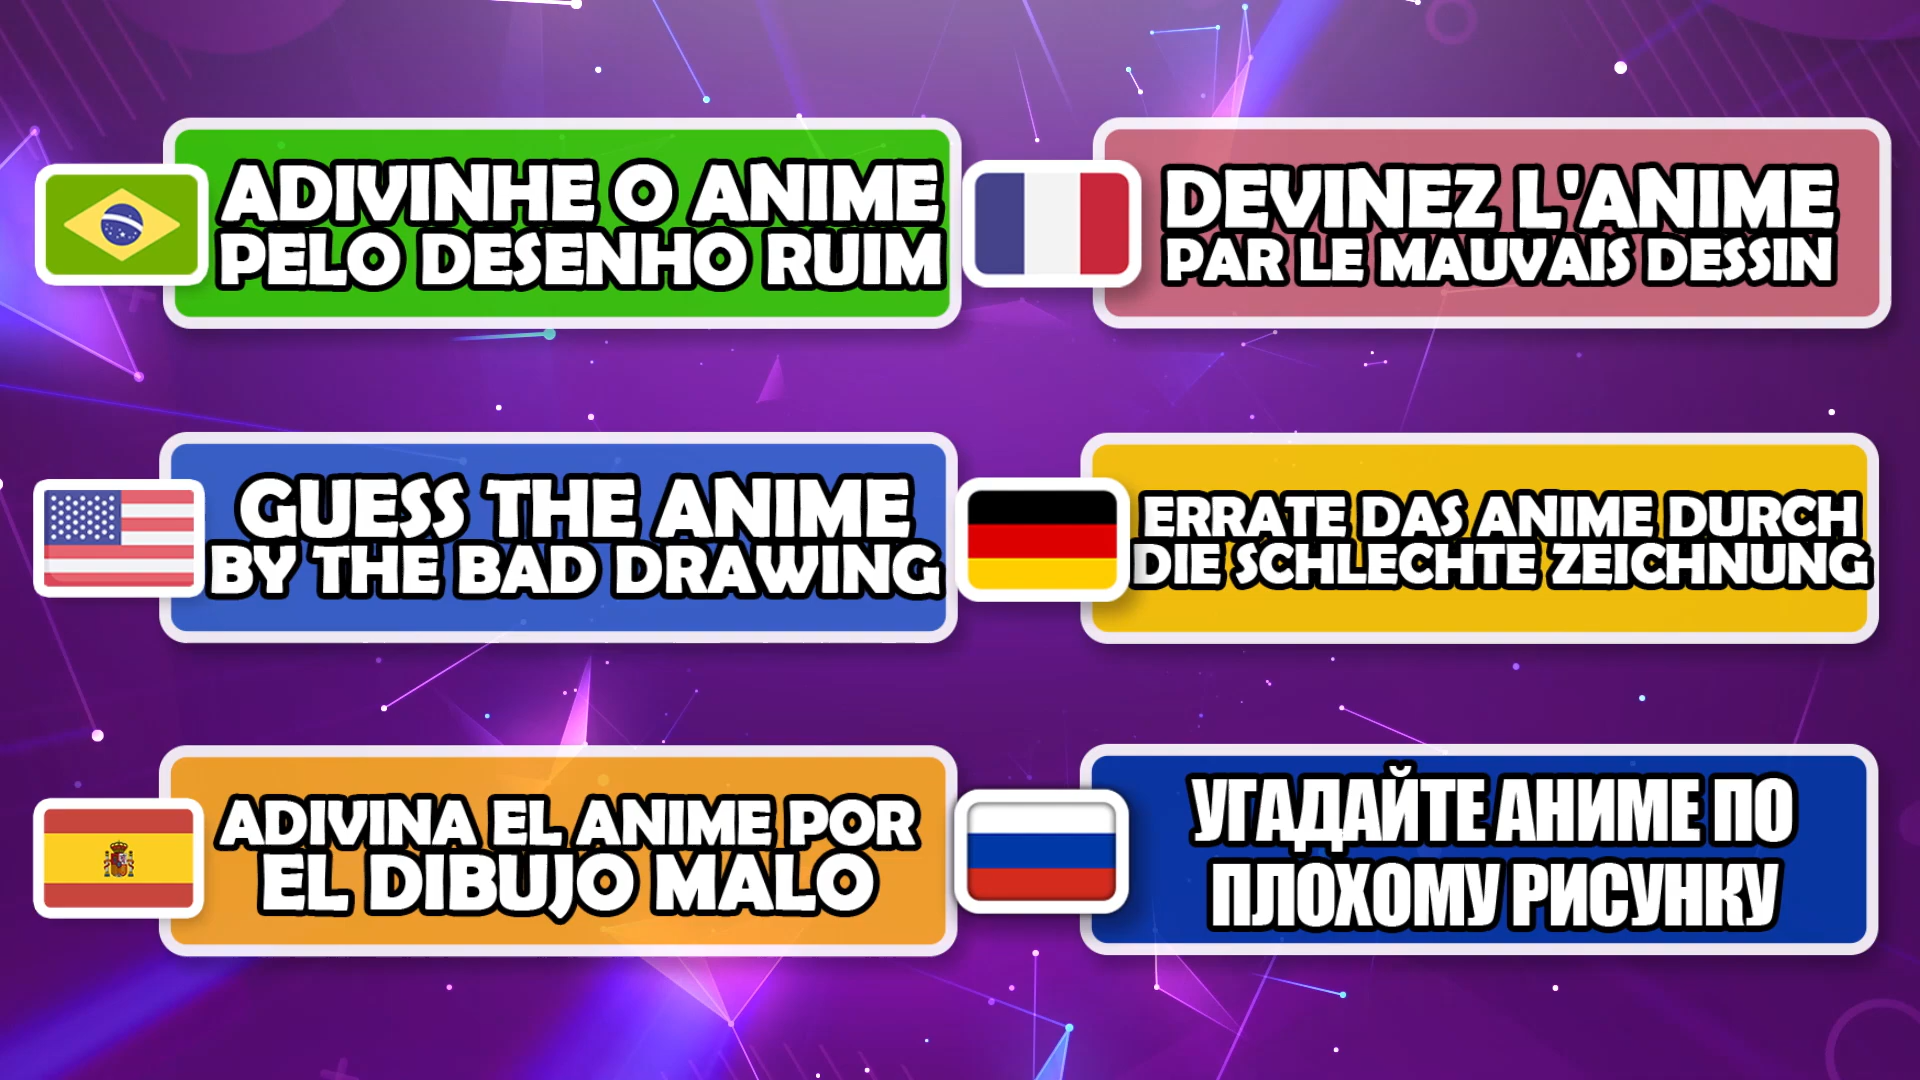 ADIVINHE O ANIME
PELO DESENHO RUIM
DEVINEZ L'ANIME
PAR LE MAUVAIS DESSIN
GUESS THE ANIME
BY THE BAD DRAWING
ERRATE DAS ANIME DURCH
DIE SCHLECHTE ZEICHNUNG
ADIVINA EL ANIME POR
EL DIBUJO MALO
УГАДАЙТЕ АНИМЕ ПО
ПЛОХОМУ РИСУНКУ